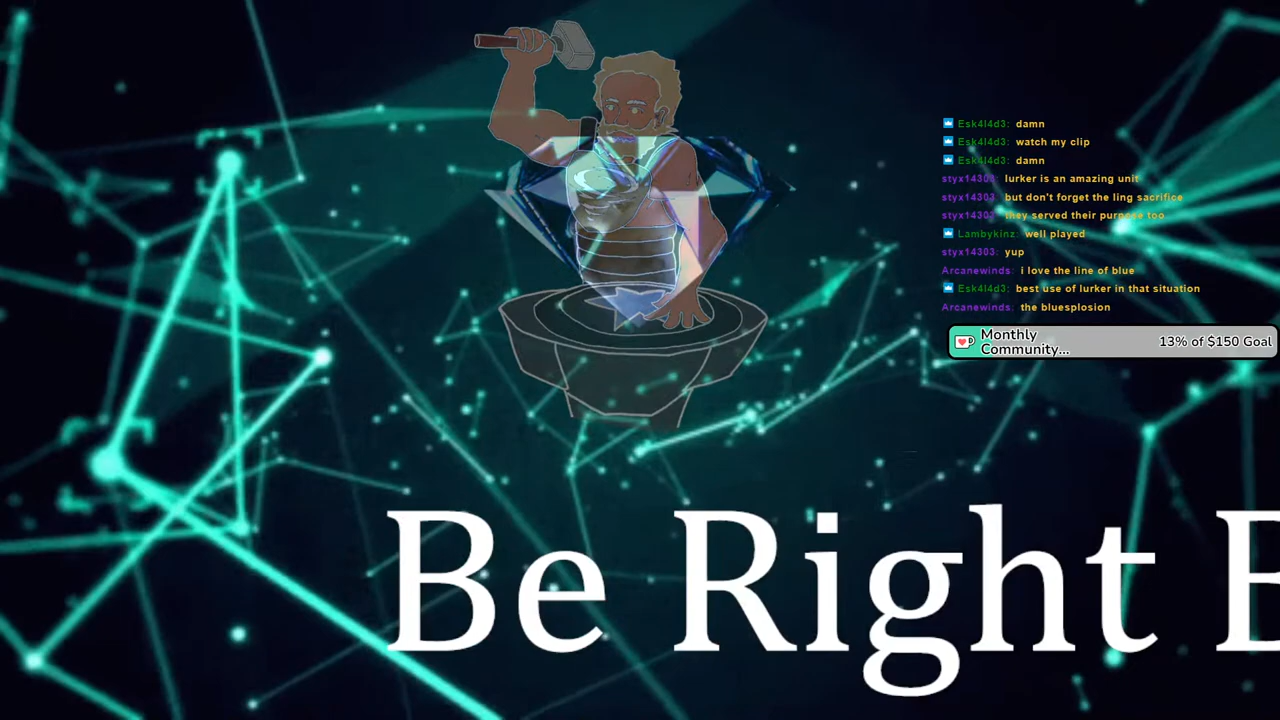 Esk4l4d3: damn
Esk4l4d3: watch my clip
Esk4l4d3: damn
styx14303: lurker is an amazing unit
styx14303: but don't forget the ling sacrifice
styx14303: they served their purpose too
Lambykinz: well played
styx14303: yup
Arcanewinds: i love the line of blue
Esk4l4d3: best use of lurker in that situation
Arcanewinds: the bluesplosion
Monthly Community... 13% of $150 Goal
Be Right B